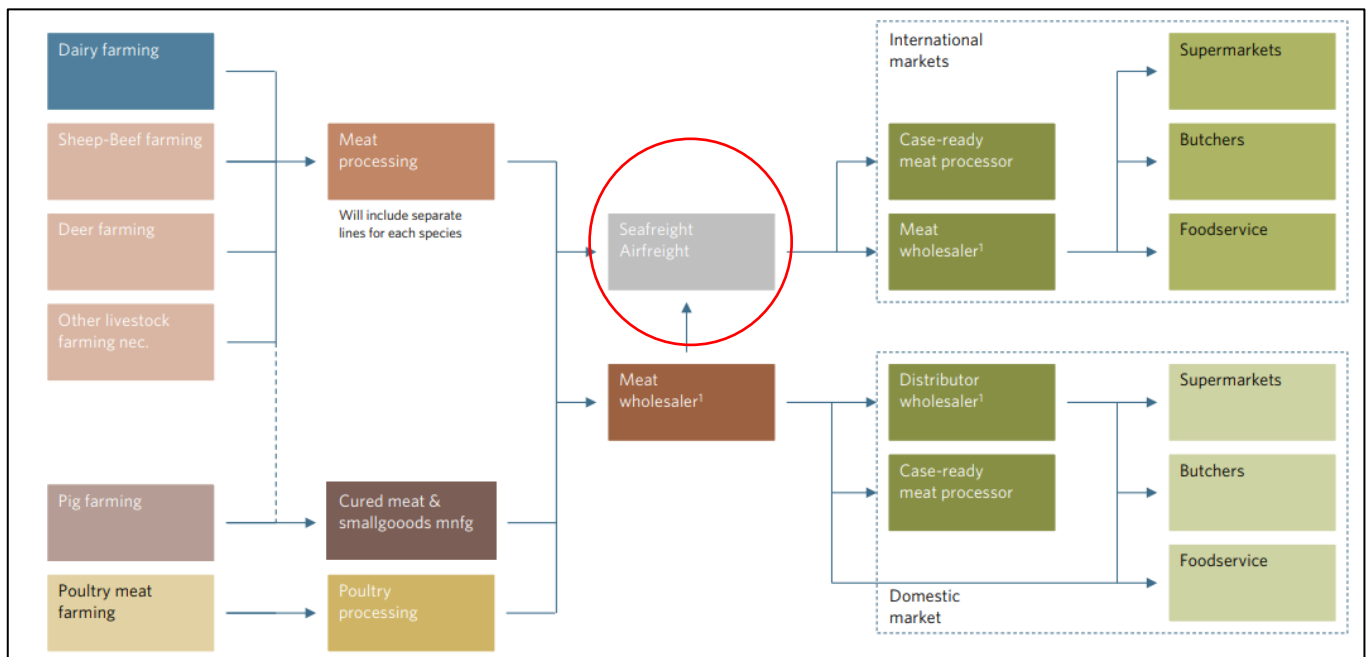 Dairy farming
Sheep-Beef farming
Deer farming
Other livestock
farming nec.
Pig farming
Poultry meat
farming
Meat
processing
Will include separate
lines for each species
Cured meat &
smallgooods mnfg
Poultry
processing
Seafreight
Airfreight
Meat
wholesaler¹
International
markets
Case-ready
meat processor
Meat
wholesaler¹
Supermarkets
Butchers
Foodservice
Distributor
wholesaler¹
Case-ready
meat processor
Domestic
market
Supermarkets
Butchers
Foodservice